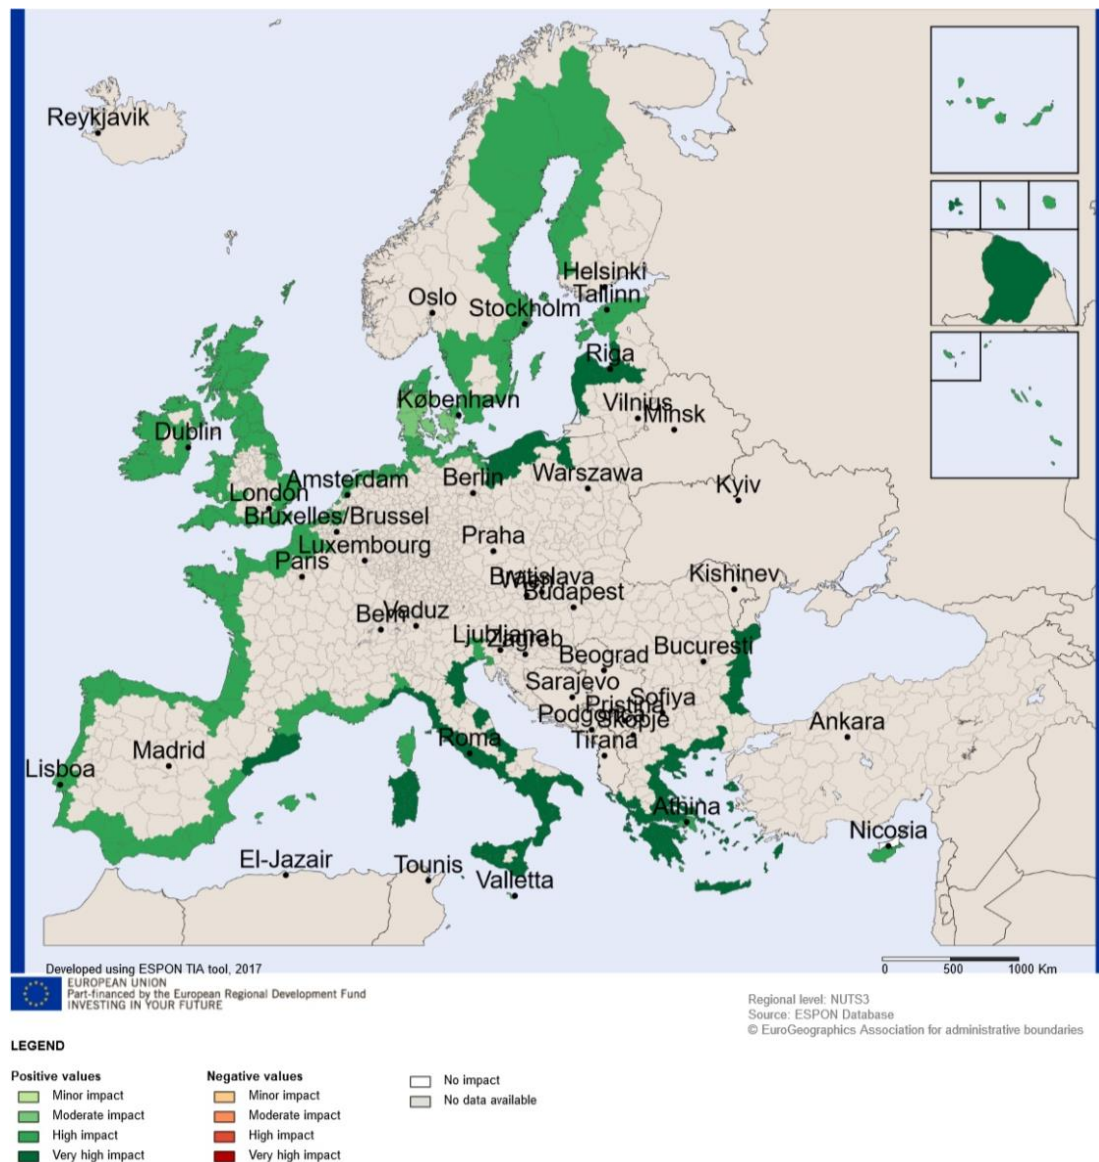 Reykjavik
Helsinki
Tallinn
Oslo
Stockholm
Riga
København
Vilnius
Minsk
Dublin
Amsterdam
Berlin
Warszawa
London
Kyiv
Bruxelles/Brussel
Praha
Luxembourg
Paris
Bratislava
Kishinev
Budapest
Bern
Vaduz
Ljubljana
Zagreb
Bucuresti
Beograd
Sarajevo
Sofiya
Pristina
Podgorica
Skopje
Ankara
Madrid
Roma
Tirana
Lisboa
Athina
Nicosia
El-Jazair
Tounis
Valletta
Developed using ESPON TIA tool, 2017
0 500 1000 Km
EUROPEAN UNION
Part-financed by the European Regional Development Fund
INVESTING IN YOUR FUTURE
Regional level: NUTS3
Source: ESPON Database
© EuroGeographics Association for administrative boundaries
LEGEND
Positive values
Minor impact
Moderate impact
High impact
Very high impact
Negative values
Minor impact
Moderate impact
High impact
Very high impact
No impact
No data available